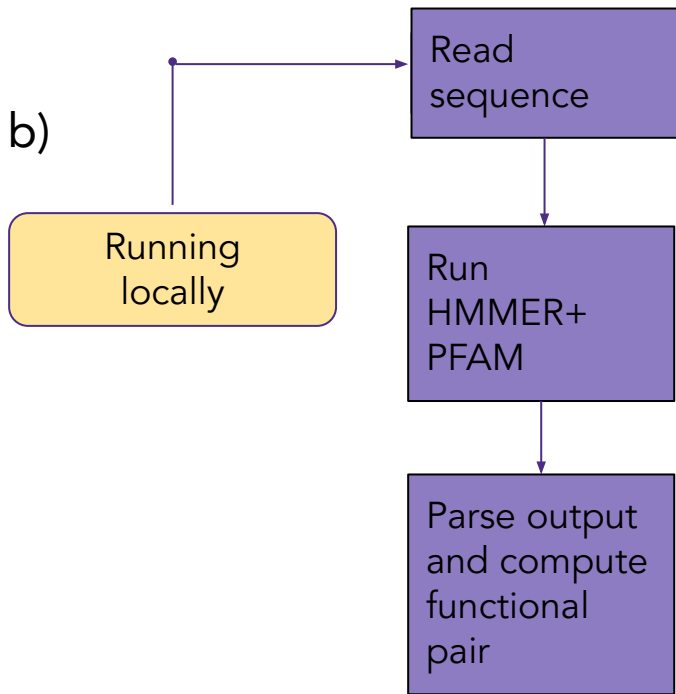 b)
Running
locally
Read
sequence
Run
HMMER+
PFAM
Parse output
and compute
functional
pair